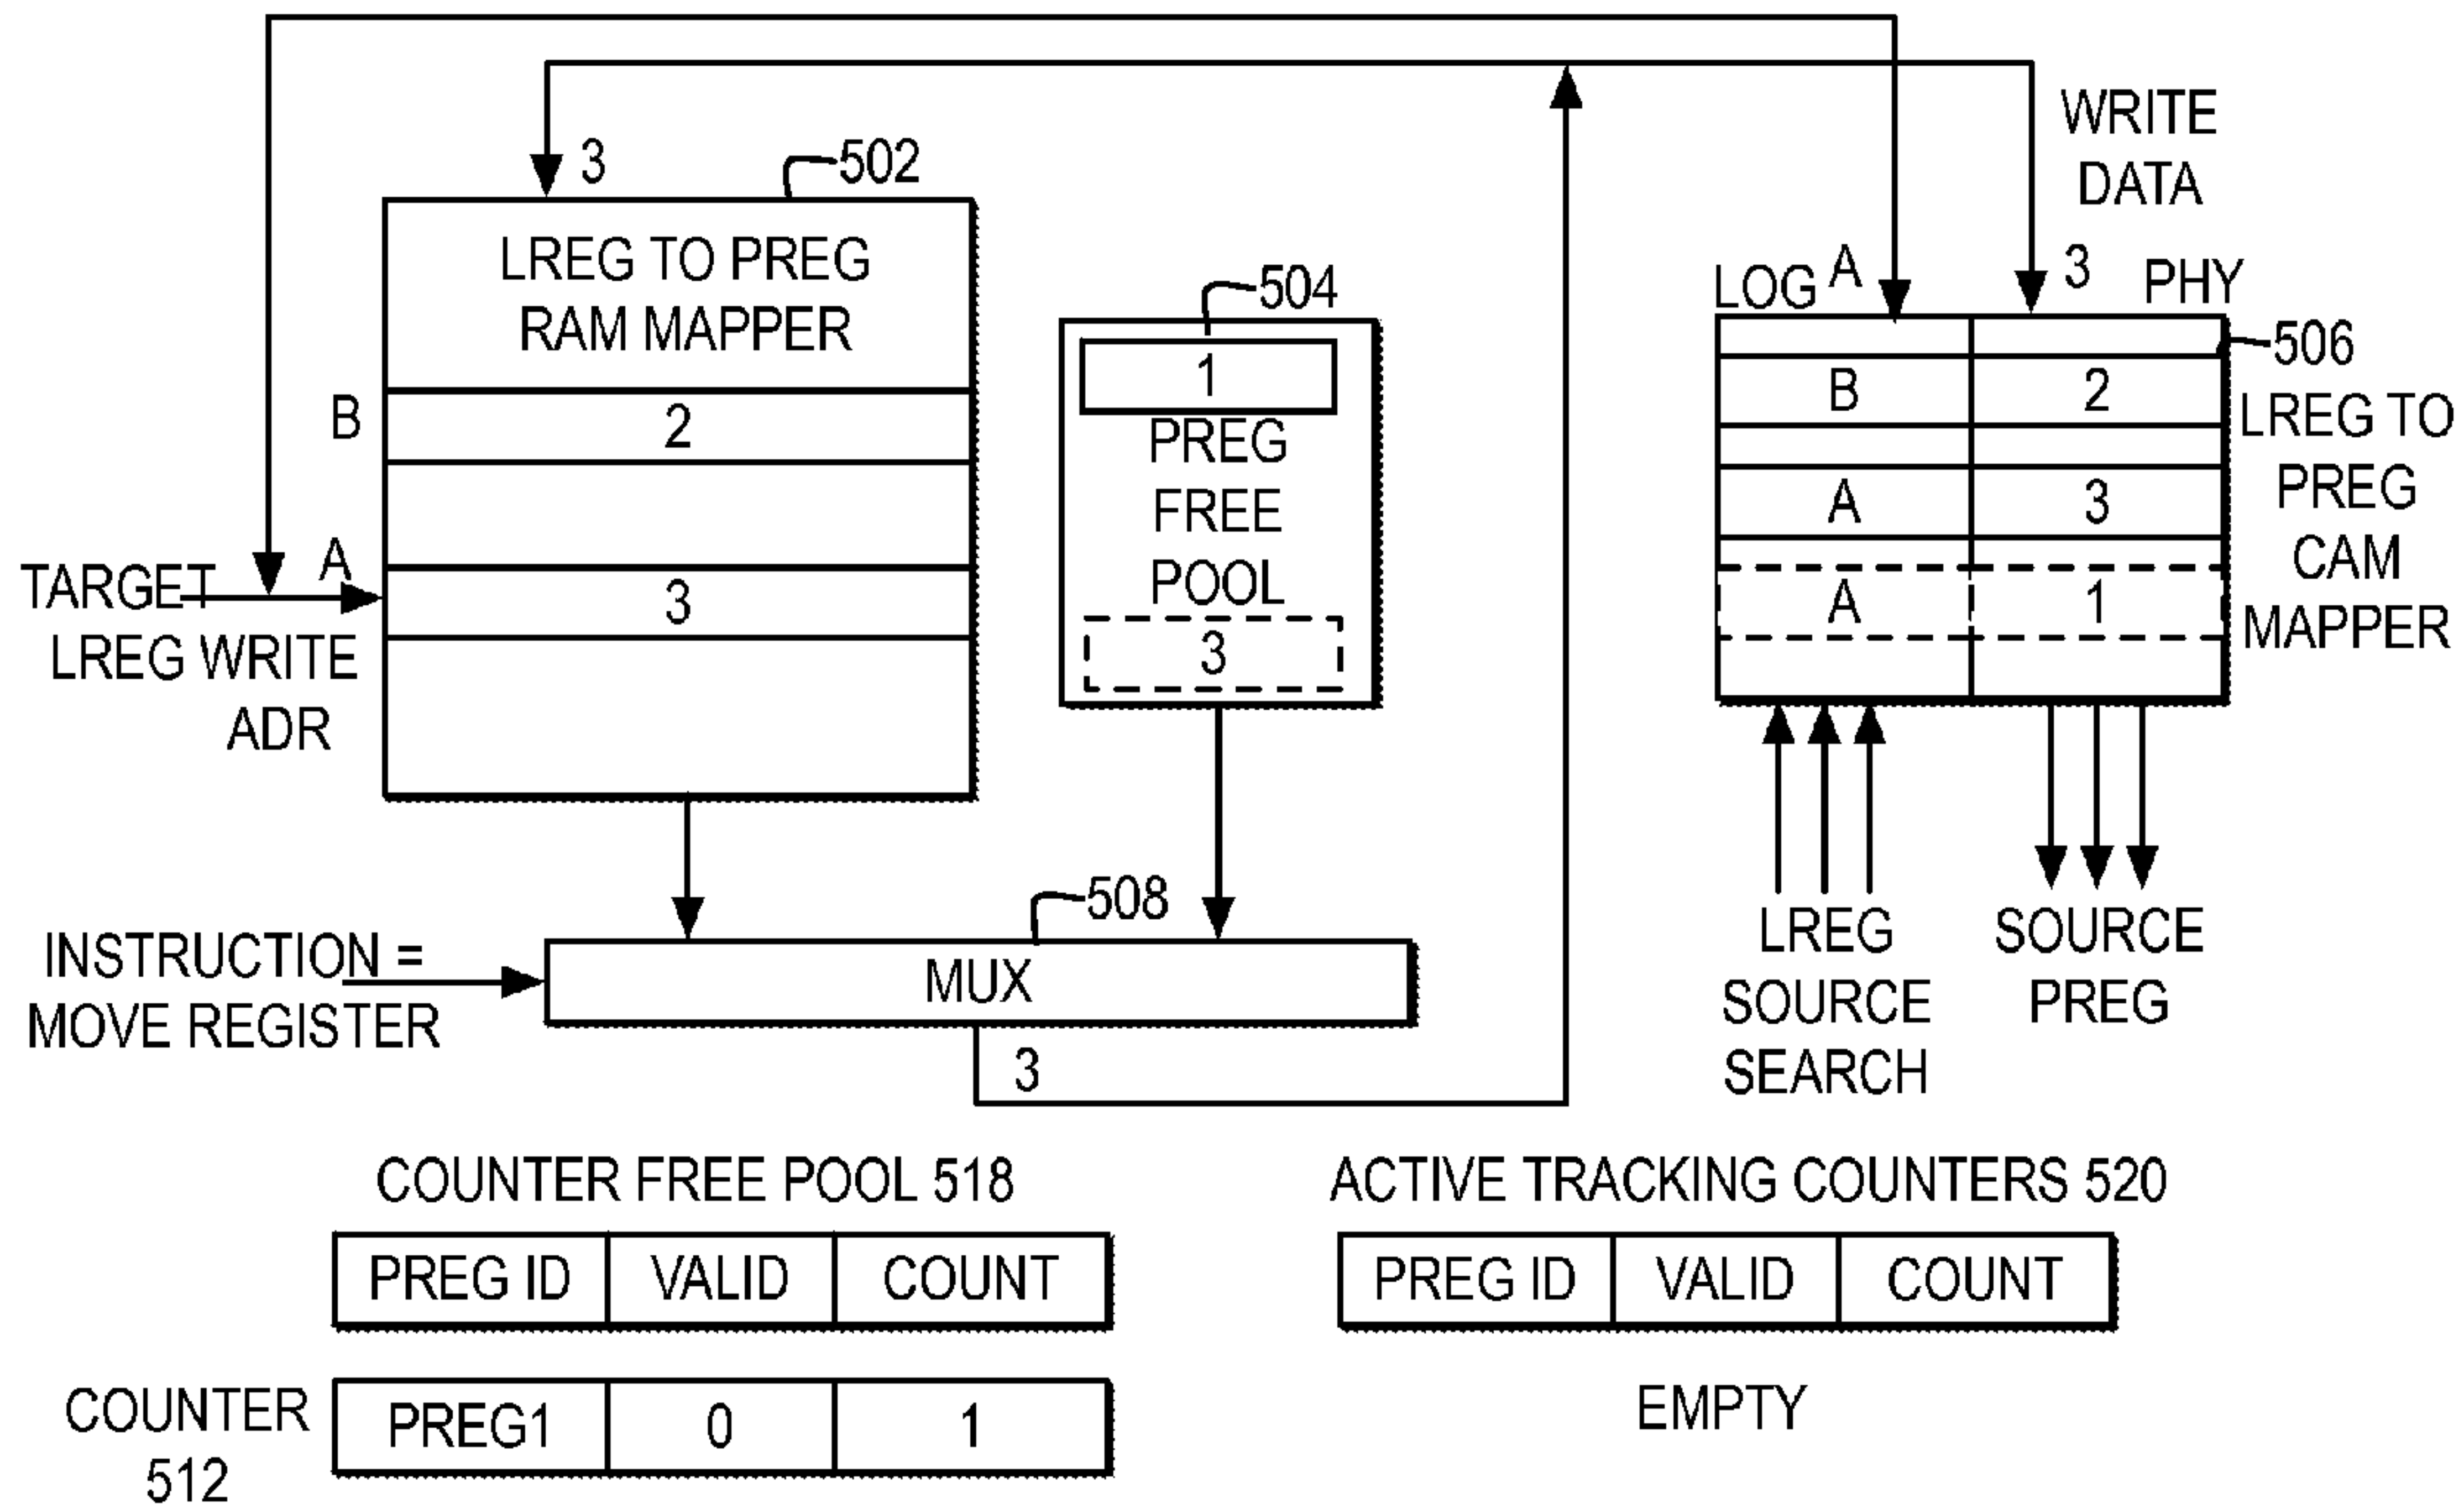 3
502
WRITE
DATA
LREG TO PREG
RAM MAPPER
504
LOG
A
3
PHY
506
1
B
2
B
2
LREG TO
PREG
CAM
MAPPER
PREG
FREE
POOL
A
3
A
TARGET
LREG WRITE
ADR
3
A
1
3
508
INSTRUCTION =
MOVE REGISTER
MUX
LREG
SOURCE
SEARCH
SOURCE
PREG
3
COUNTER FREE POOL 518
ACTIVE TRACKING COUNTERS 520
PREG ID VALID COUNT
PREG ID VALID COUNT
COUNTER
512
PREG1 0 1
EMPTY